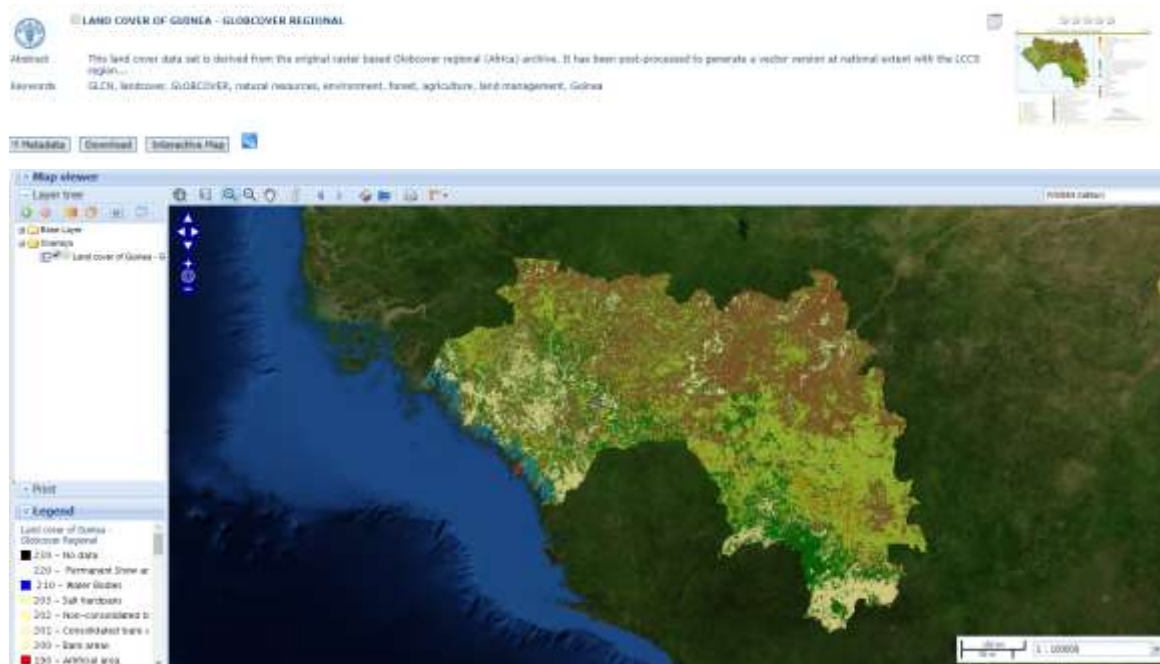 LAND COVER OF GUINEA - GLOBCOVER REGIONAL
Abstract This land cover data set is derived from the original raster based Globcover regional (Africa) archive. It has been post-processed to generate a vector version at national extent with the LCCS
region...
Keywords GLCN, landcover, GLOBCOVER, natural resources, environment, forest, agriculture, land management, Guinea
Metadata Download Interactive Map
- Map viewer
- Layer tree
Base Layer
Overlays
Land cover of Guinea - G
- Print
- Legend
Land cover of Guinea -
Globcover Regional
230 - No data
220 - Permanent Snow ar
210 - Water Bodies
203 - Salt hardpans
202 - Non-consolidated b
201 - Consolidated bare
200 - Bare areas
190 - Artificial area